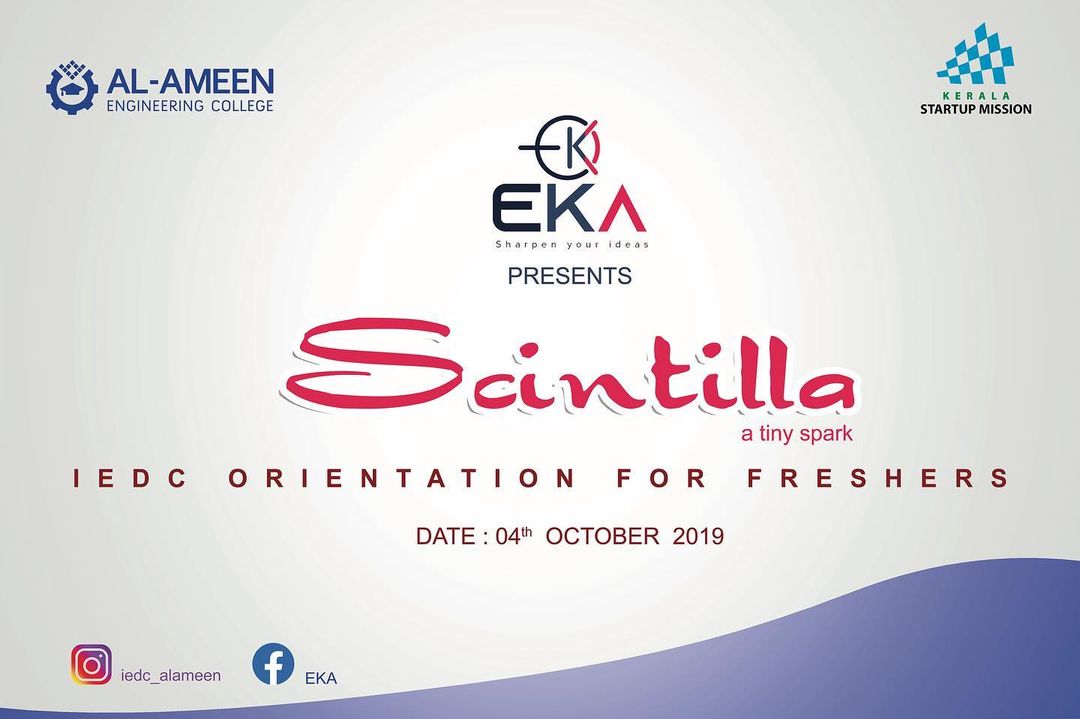 AL-AMEEN
ENGINEERING COLLEGE
KERALA
STARTUP MISSION
EK
EKA
Sharpen your ideas
PRESENTS
Scintilla
a tiny spark
IEDC ORIENTATION FOR FRESHERS
DATE : 04th OCTOBER 2019
iedc_alameen
EKA